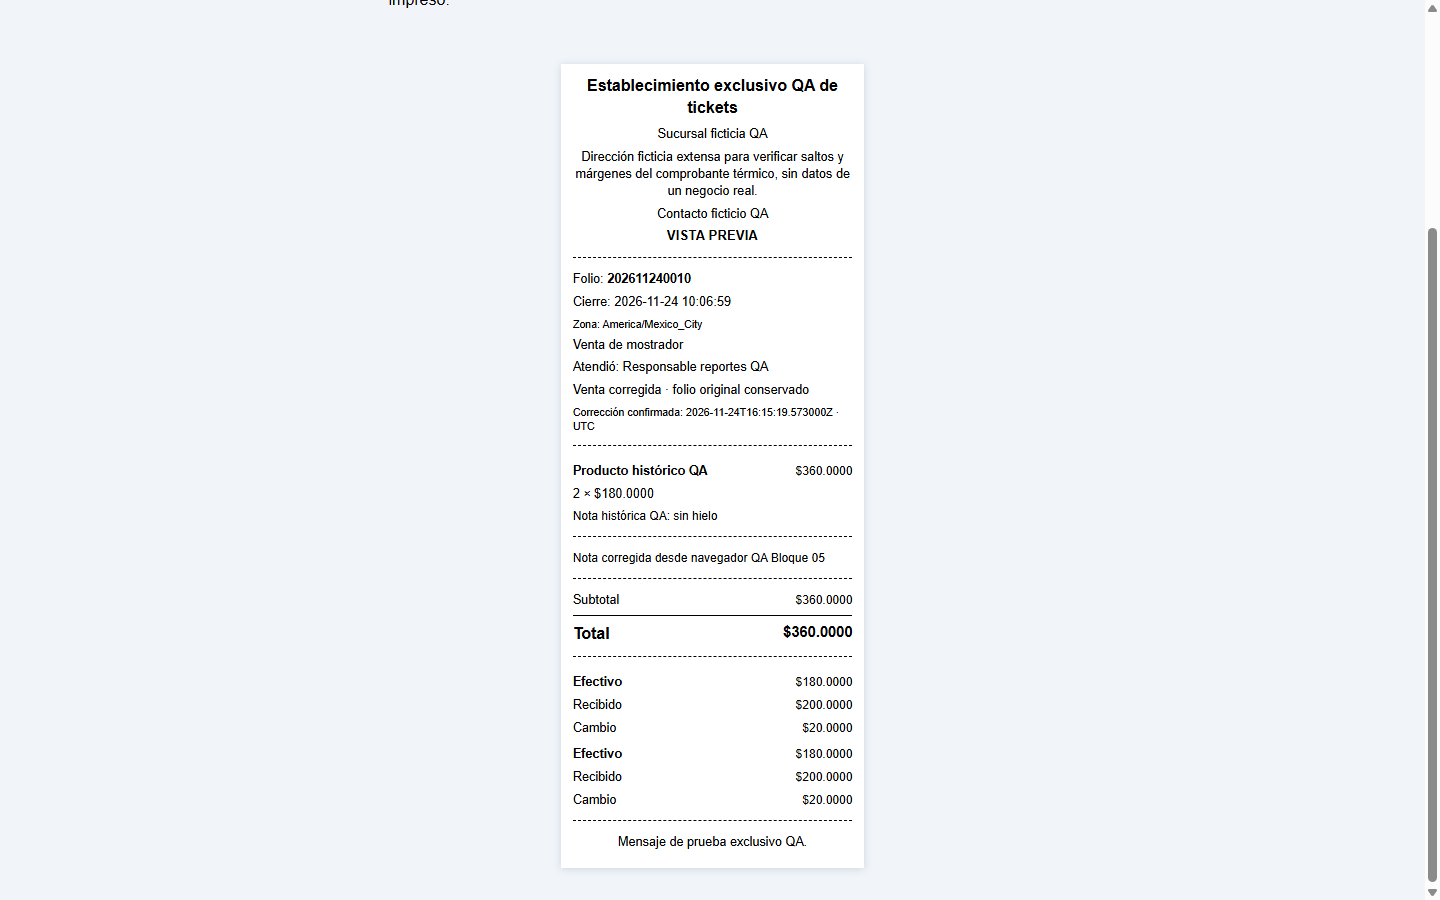 impreso.
Establecimiento exclusivo QA de
tickets
Sucursal ficticia QA
Dirección ficticia extensa para verificar saltos y
márgenes del comprobante térmico, sin datos de
un negocio real.
Contacto ficticio QA
VISTA PREVIA
Folio: 202611240010
Cierre: 2026-11-24 10:06:59
Zona: America/Mexico_City
Venta de mostrador
Atendió: Responsable reportes QA
Venta corregida · folio original conservado
Corrección confirmada: 2026-11-24T16:15:19.573000Z ·
UTC
Producto histórico QA $360.0000
2 × $180.0000
Nota histórica QA: sin hielo
Nota corregida desde navegador QA Bloque 05
Subtotal $360.0000
Total $360.0000
Efectivo $180.0000
Recibido $200.0000
Cambio $20.0000
Efectivo $180.0000
Recibido $200.0000
Cambio $20.0000
Mensaje de prueba exclusivo QA.